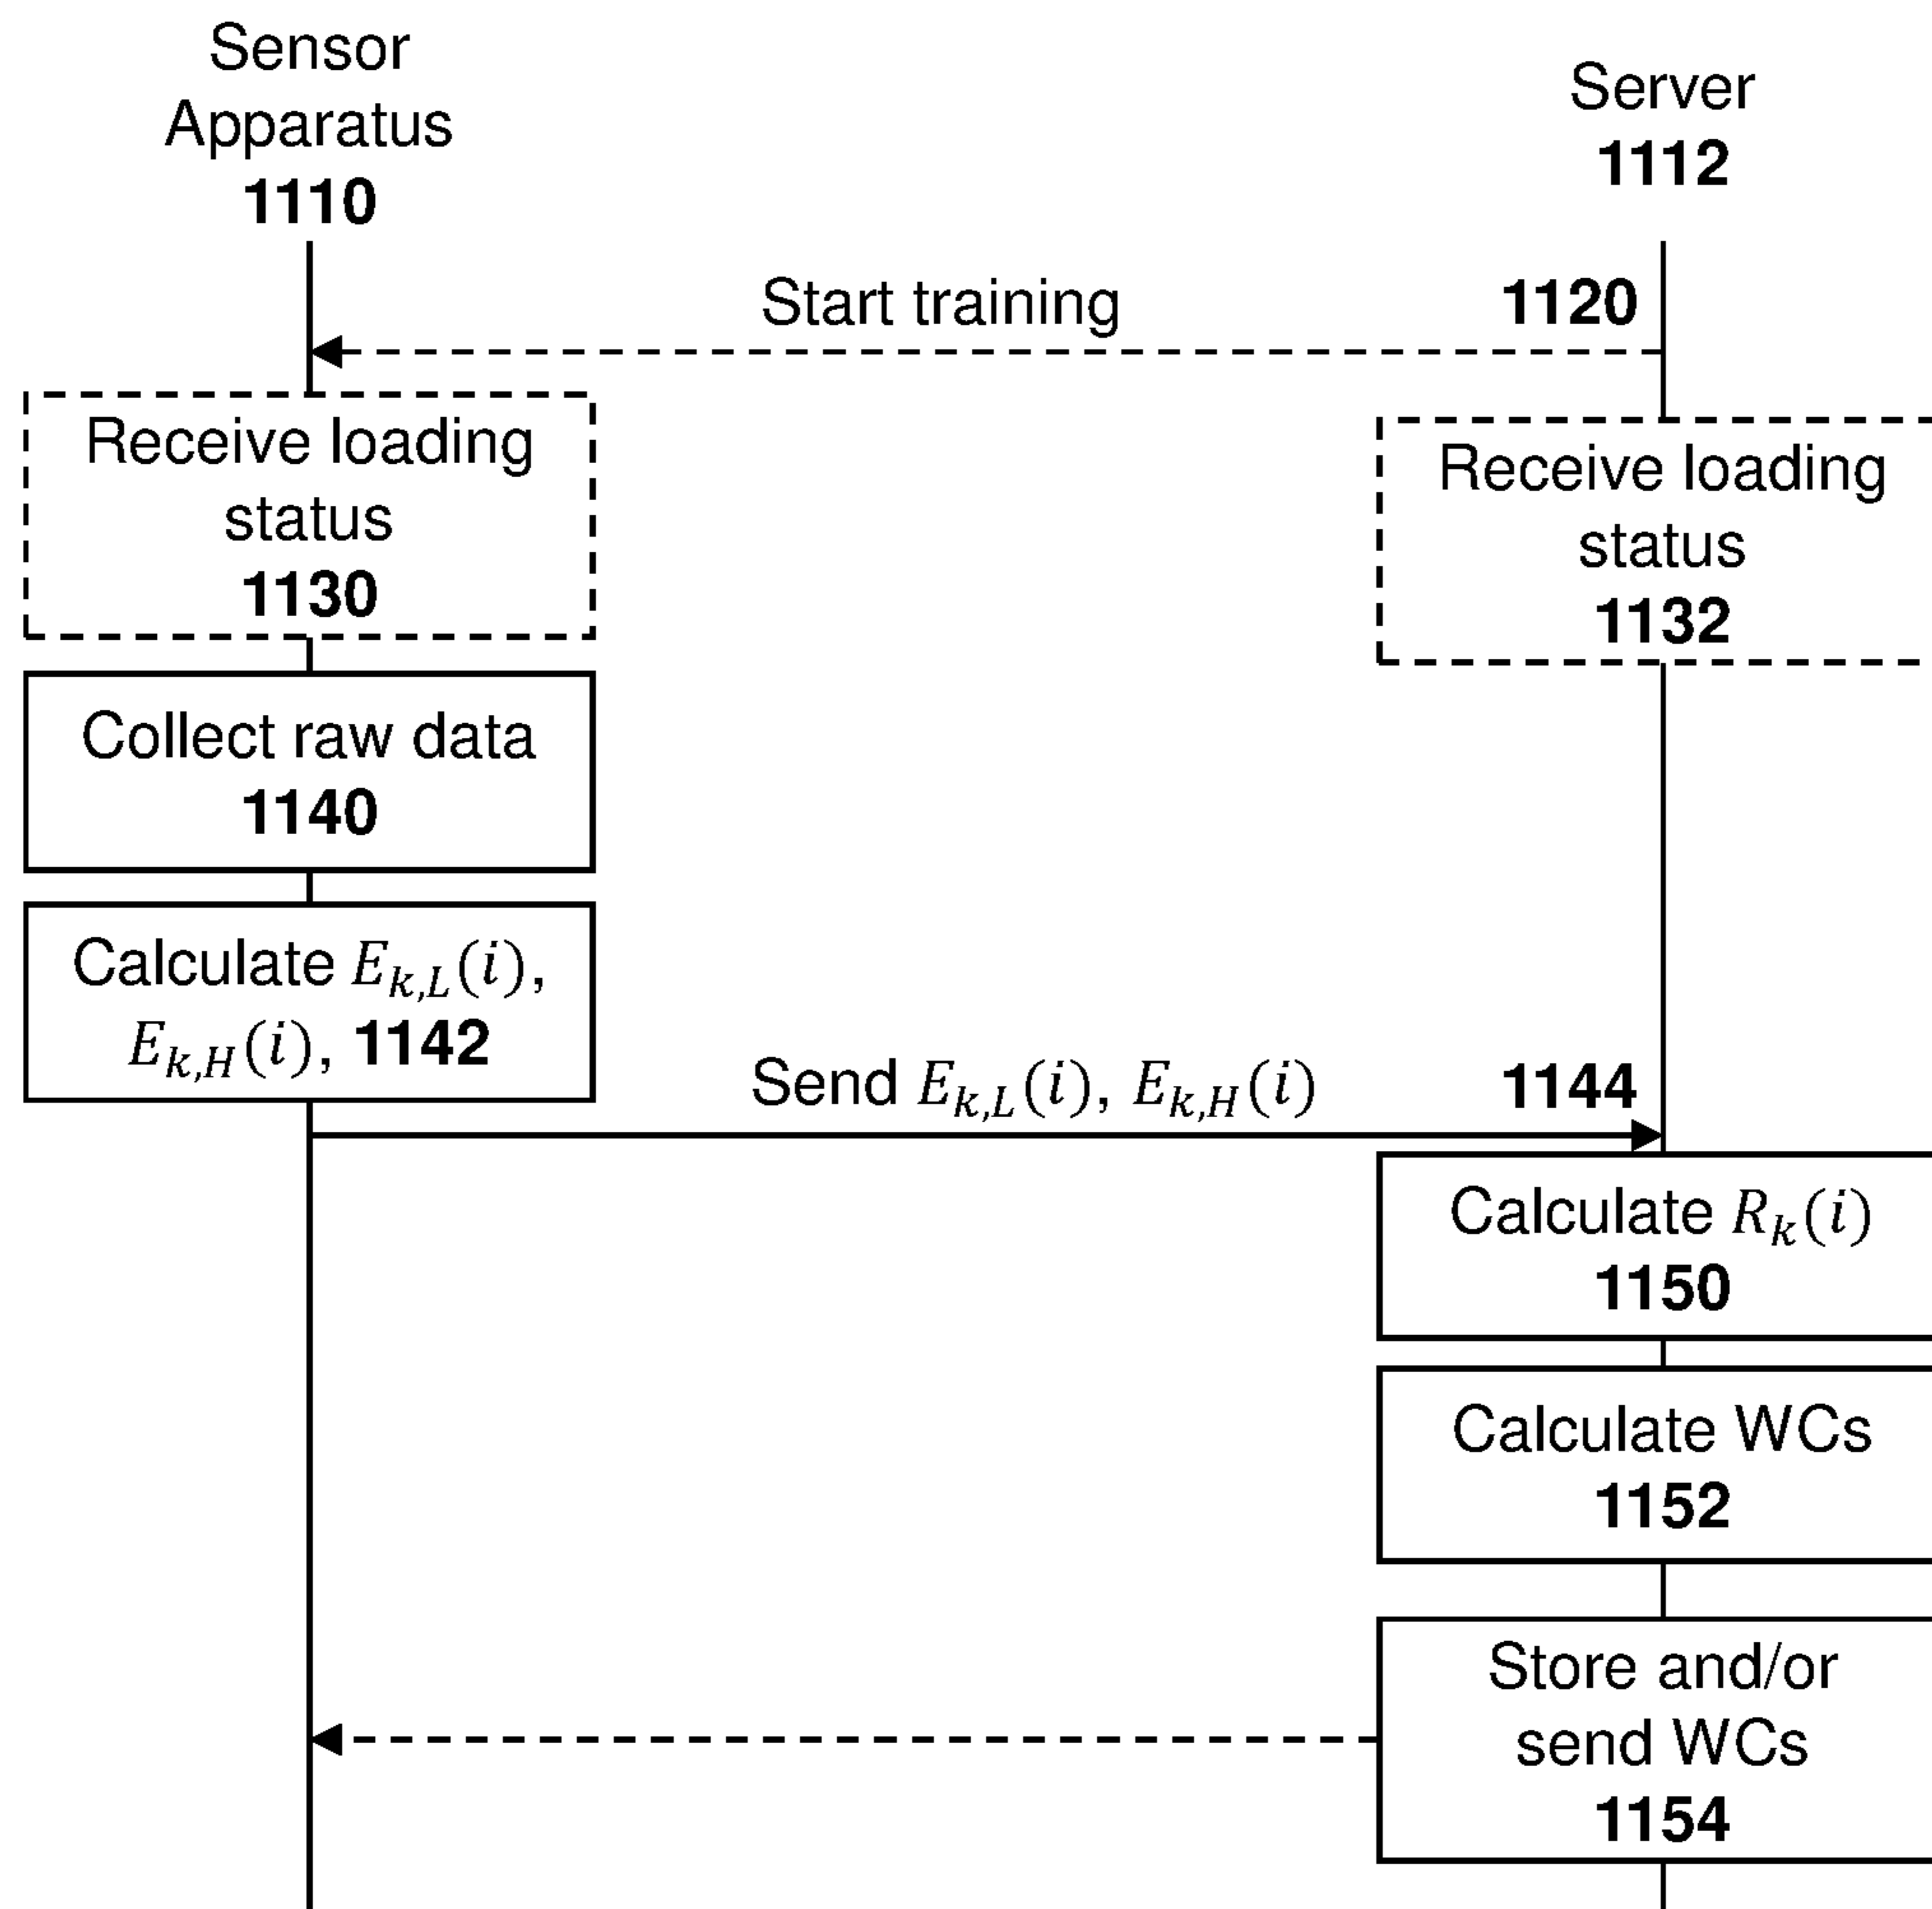 Sensor
Apparatus
1110
Server
1112
Start training 1120
Receive loading
status
1130
Receive loading
status
1132
Collect raw data
1140
Calculate E_{k,L}(i),
E_{k,H}(i), 1142
Send E_{k,L}(i), E_{k,H}(i) 1144
Calculate R_k(i)
1150
Calculate WCs
1152
Store and/or
send WCs
1154